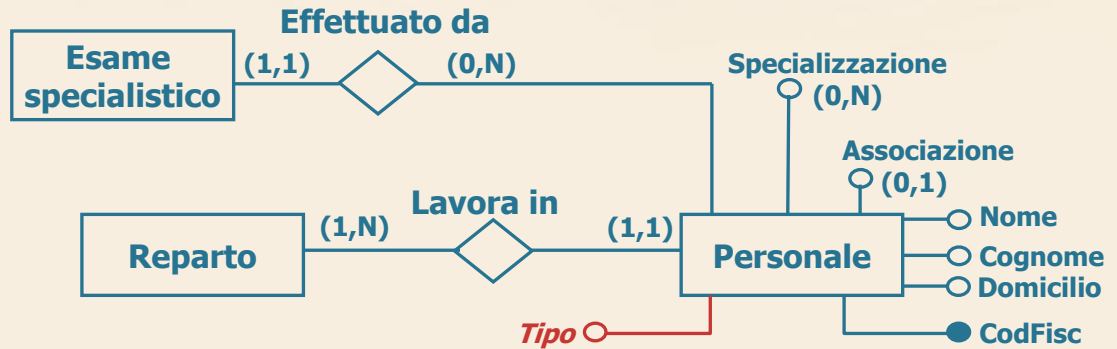 Effettuato da
Esame
specialistico
(1,1)
(0,N)
Specializzazione
(0,N)
Associazione
(0,1)
Lavora in
Reparto
(1,N)
(1,1)
Personale
Nome
Cognome
Domicilio
CodFisc
Tipo